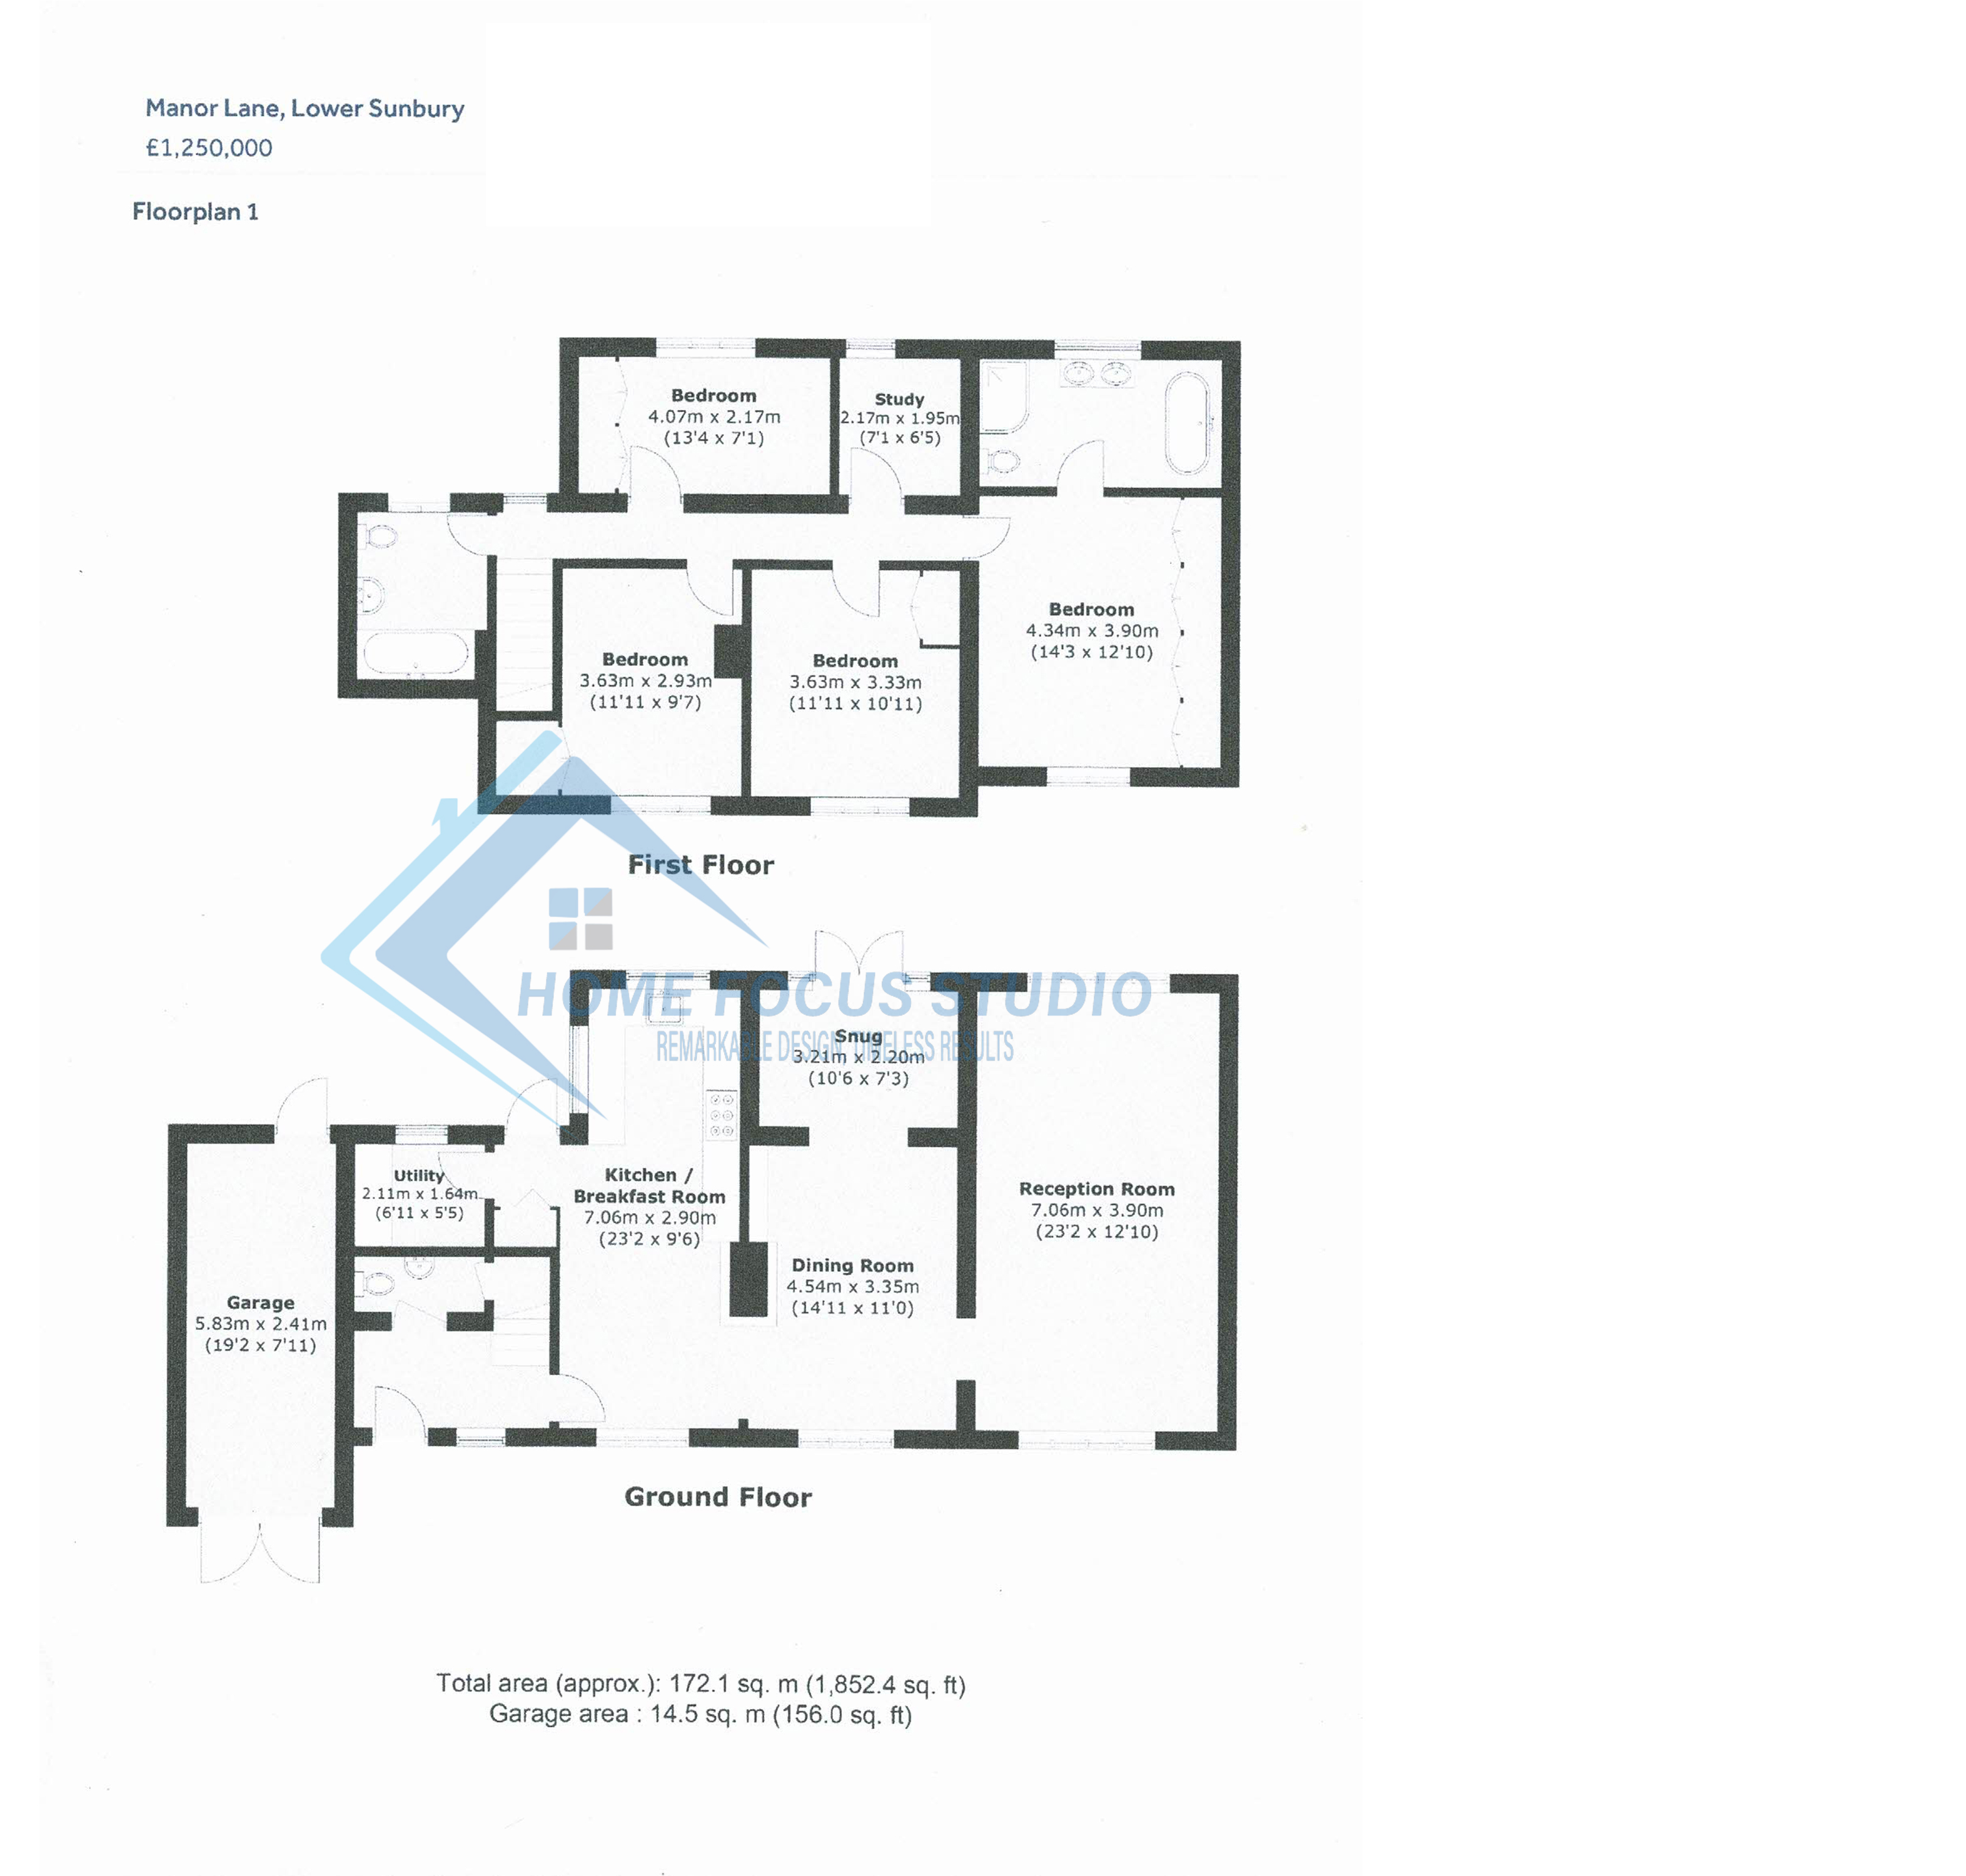 Manor Lane, Lower Sunbury
£1,250,000
Floorplan 1
Bedroom
4.07m x 2.17m
(13'4 x 7'1)
Study
2.17m x 1.95m
(7'1 x 6'5)
Bedroom
4.34m x 3.90m
(14'3 x 12'10)
Bedroom
3.63m x 2.93m
(11'11 x 9'7)
Bedroom
3.63m x 3.33m
(11'11 x 10'11)
First Floor
HOME FOCUS STUDIO
REMARKABLE DESIGN, TIMELESS RESULTS
Snug
3.21m x 2.20m
(10'6 x 7'3)
Utility
2.11m x 1.64m
(6'11 x 5'5)
Kitchen /
Breakfast Room
7.06m x 2.90m
(23'2 x 9'6)
Reception Room
7.06m x 3.90m
(23'2 x 12'10)
Dining Room
4.54m x 3.35m
(14'11 x 11'0)
Garage
5.83m x 2.41m
(19'2 x 7'11)
Ground Floor
Total area (approx.): 172.1 sq. m (1,852.4 sq. ft)
Garage area : 14.5 sq. m (156.0 sq. ft)